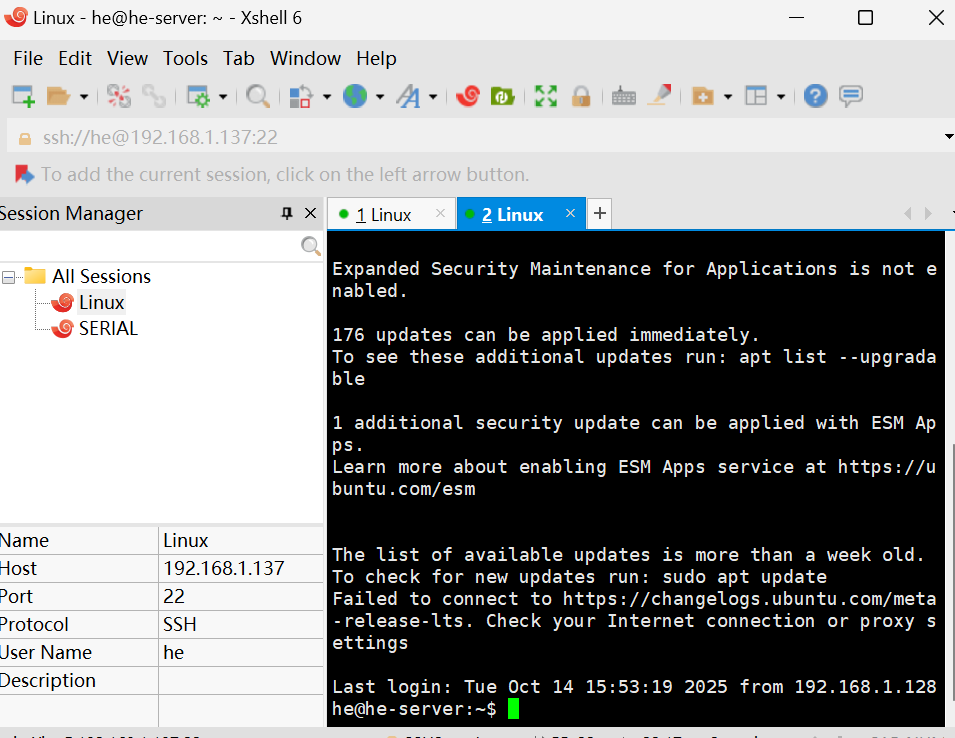 Linux - he@he-server: ~ - Xshell 6
File Edit View Tools Tab Window Help
ssh://he@192.168.1.137:22
To add the current session, click on the left arrow button.
Session Manager
1 Linux
2 Linux
All Sessions
Linux
SERIAL
Name Linux
Host 192.168.1.137
Port 22
Protocol SSH
User Name he
Description
Expanded Security Maintenance for Applications is not e
nabled.
176 updates can be applied immediately.
To see these additional updates run: apt list --upgrada
ble
1 additional security update can be applied with ESM Ap
ps.
Learn more about enabling ESM Apps service at https://u
buntu.com/esm
The list of available updates is more than a week old.
To check for new updates run: sudo apt update
Failed to connect to https://changelogs.ubuntu.com/meta
-release-lts. Check your Internet connection or proxy s
ettings
Last login: Tue Oct 14 15:53:19 2025 from 192.168.1.128
he@he-server:~$